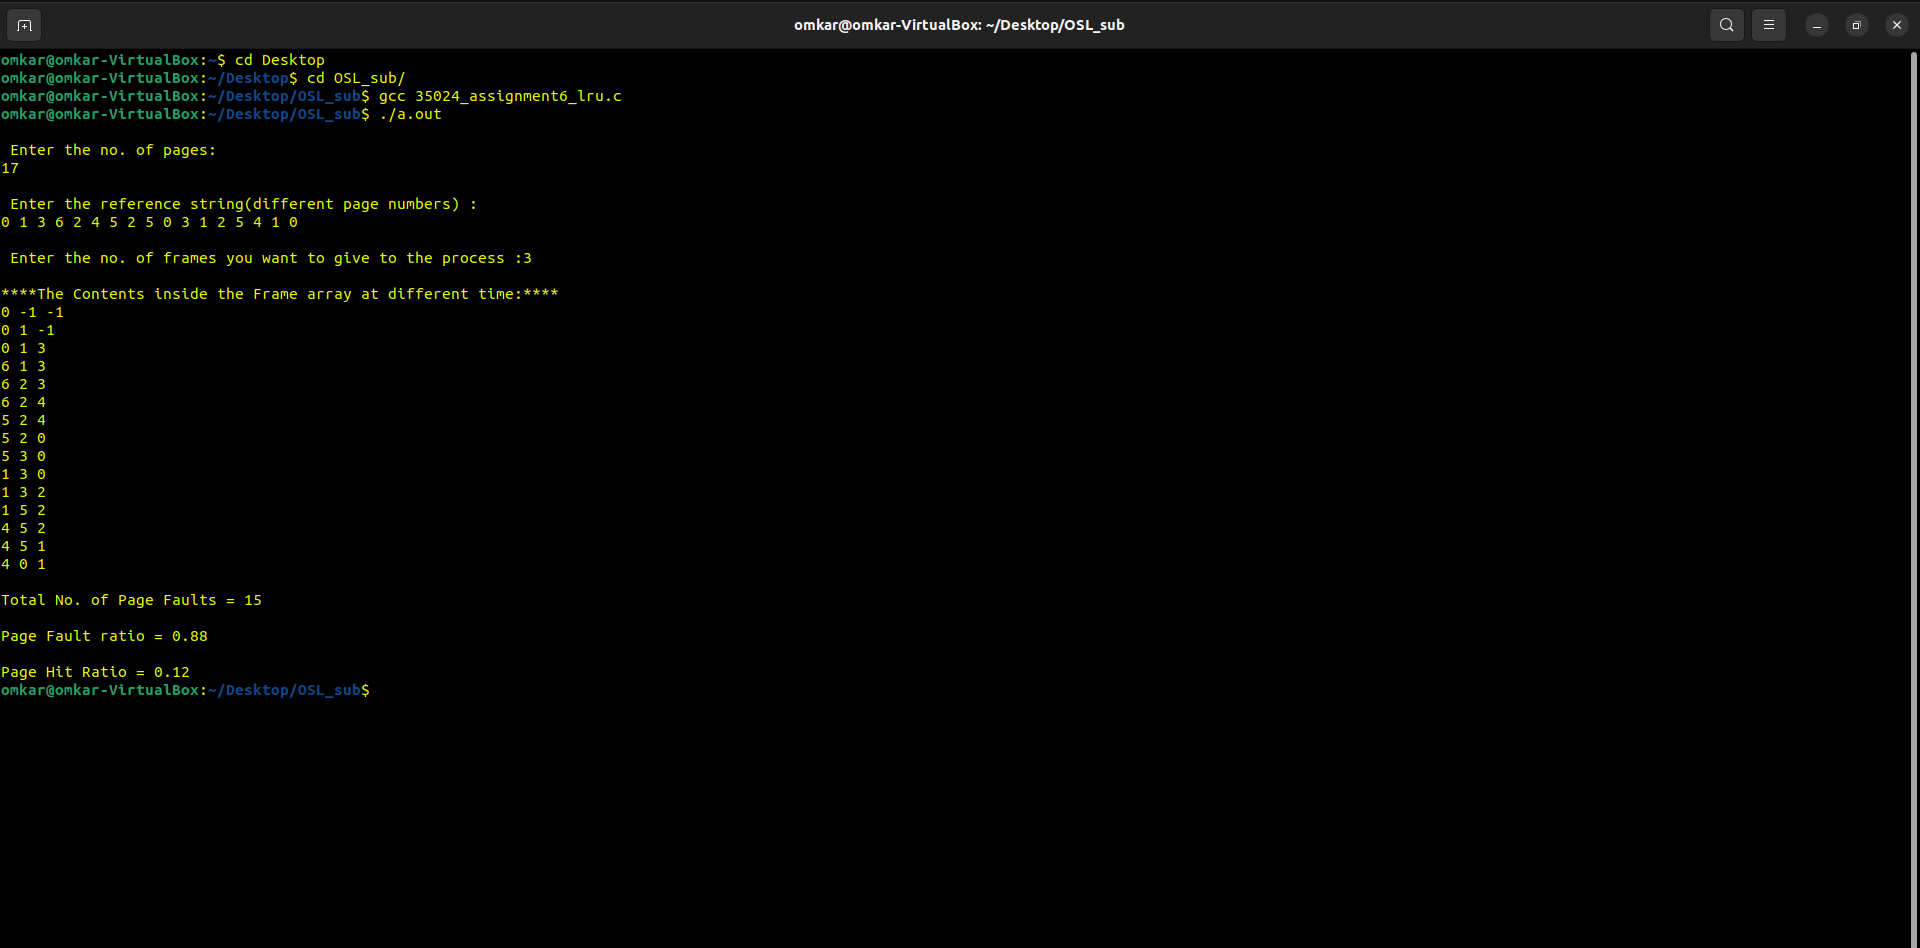 omkar@omkar-VirtualBox: ~/Desktop/OSL_sub
omkar@omkar-VirtualBox:~$ cd Desktop
omkar@omkar-VirtualBox:~/Desktop$ cd OSL_sub/
omkar@omkar-VirtualBox:~/Desktop/OSL_sub$ gcc 35024_assignment6_lru.c
omkar@omkar-VirtualBox:~/Desktop/OSL_sub$ ./a.out
Enter the no. of pages:
17
Enter the reference string(different page numbers) :
0 1 3 6 2 4 5 2 5 0 3 1 2 5 4 1 0
Enter the no. of frames you want to give to the process :3
****The Contents inside the Frame array at different time:****
0 -1 -1
0 1 -1
0 1 3
6 1 3
6 2 3
6 2 4
5 2 4
5 2 0
5 3 0
1 3 0
1 3 2
1 5 2
4 5 2
4 5 1
4 0 1
Total No. of Page Faults = 15
Page Fault ratio = 0.88
Page Hit Ratio = 0.12
omkar@omkar-VirtualBox:~/Desktop/OSL_sub$